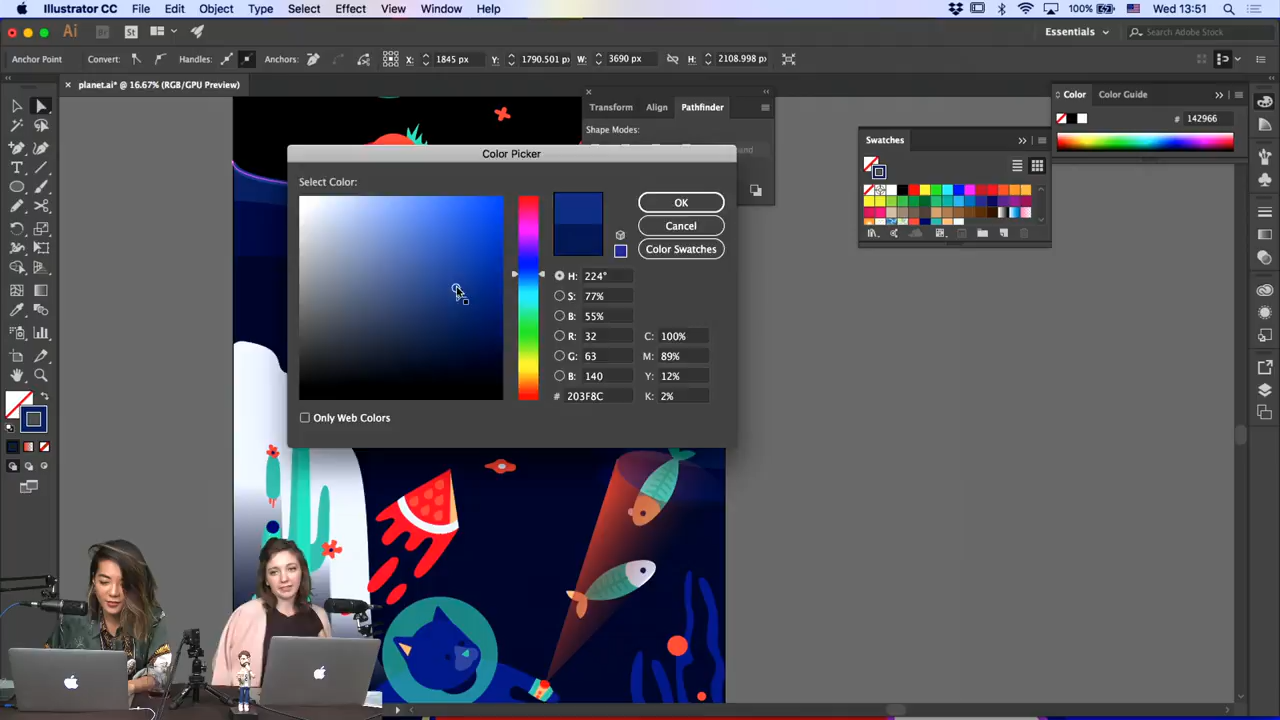 Illustrator CC File Edit Object Type Select Effect View Window Help 100% Wed 13:51
Ai Br St Essentials Search Adobe Stock
Anchor Point Convert: Handles: Anchors: X: 1845 px Y: 1790.501 px W: 3690 px H: 2108.998 px
× planet.ai* @ 16.67% (RGB/GPU Preview)
Transform Align Pathfinder
Shape Modes:
Color Color Guide
# 142966
Swatches
Color Picker
Select Color:
OK
Cancel
Color Swatches
H: 224°
S: 77%
B: 55%
R: 32 C: 100%
G: 63 M: 89%
B: 140 Y: 12%
# 203F8C K: 2%
Only Web Colors